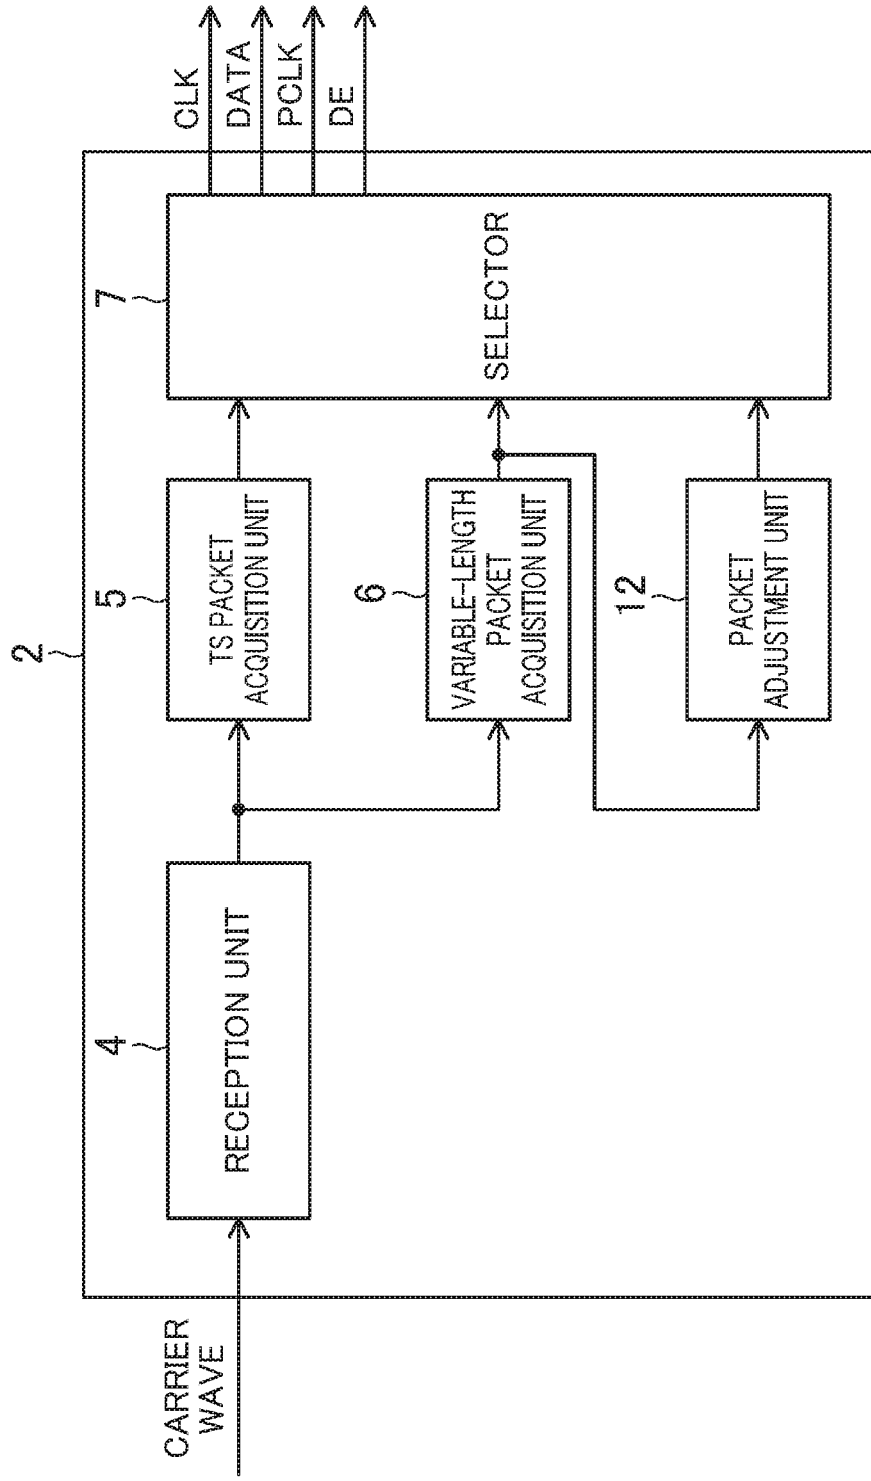 2
CARRIER
WAVE
4
RECEPTION UNIT
5
TS PACKET
ACQUISITION UNIT
6
VARIABLE-LENGTH
PACKET
ACQUISITION UNIT
12
PACKET
ADJUSTMENT UNIT
7
SELECTOR
CLK
DATA
PCLK
DE